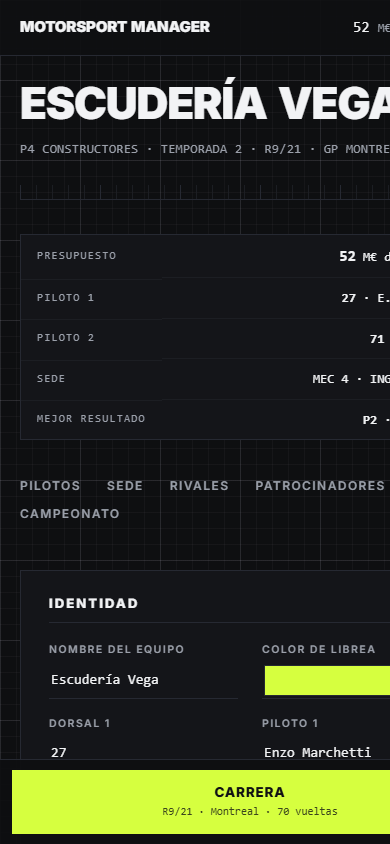 MOTORSPORT MANAGER 52 M€
ESCUDERÍA VEGA
P4 CONSTRUCTORES · TEMPORADA 2 · R9/21 · GP MONTRE
PRESUPUESTO 52 M€ d
PILOTO 1 27 · E.
PILOTO 2 71
SEDE MEC 4 · ING
MEJOR RESULTADO P2 ·
PILOTOS SEDE RIVALES PATROCINADORES
CAMPEONATO
IDENTIDAD
NOMBRE DEL EQUIPO COLOR DE LIBREA
Escudería Vega
DORSAL 1 PILOTO 1
27 Enzo Marchetti
CARRERA
R9/21 · Montreal · 70 vueltas